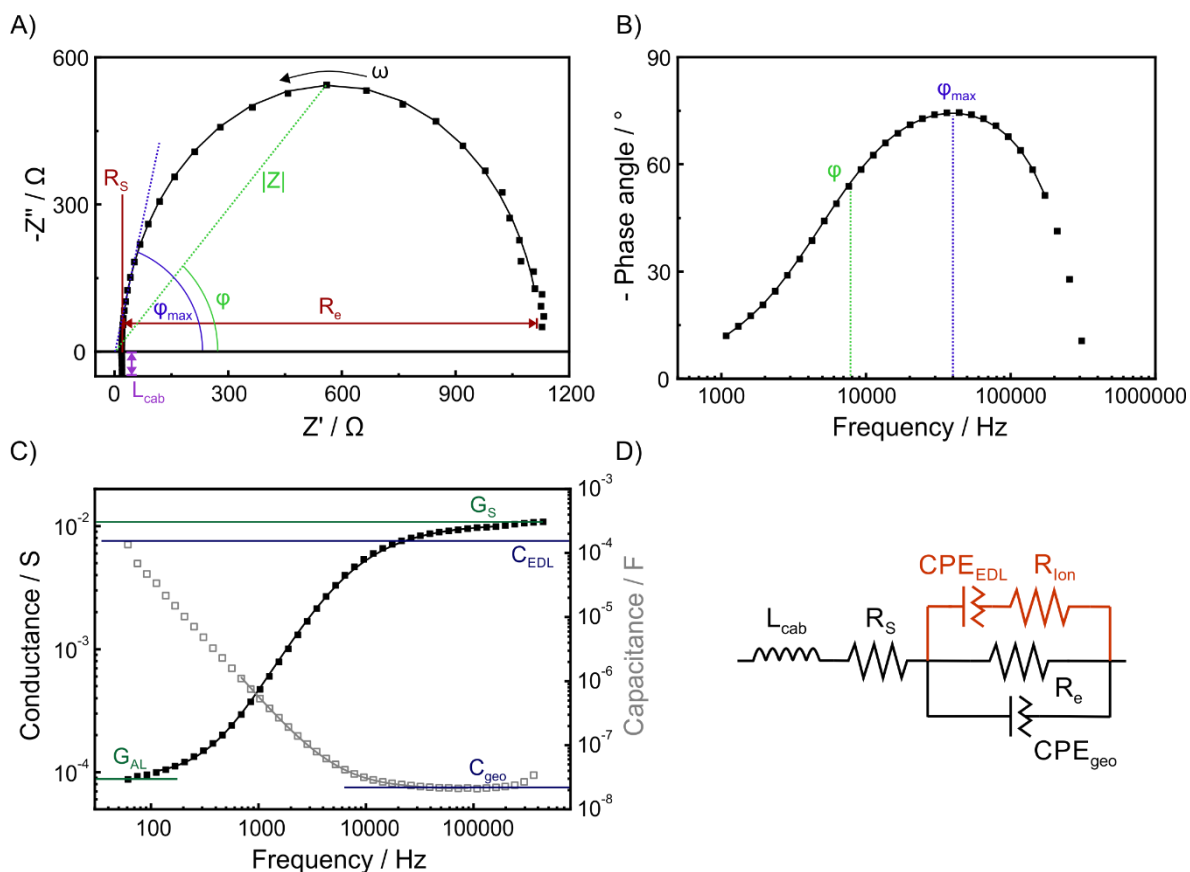 A)
600
300
0
-Z'' / Ω
ω
R_S
|Z|
φ_max
φ
R_e
L_cab
0
300
600
900
1200
Z' / Ω
B)
90
60
30
0
- Phase angle / °
φ
φ_max
1000
10000
100000
1000000
Frequency / Hz
C)
10⁻²
10⁻³
10⁻⁴
Conductance / S
G_S
C_EDL
G_AL
C_geo
10⁻³
10⁻⁴
10⁻⁵
10⁻⁶
10⁻⁷
10⁻⁸
Capacitance / F
100
1000
10000
100000
Frequency / Hz
D)
CPE_EDL
R_Ion
L_cab
R_S
R_e
CPE_geo